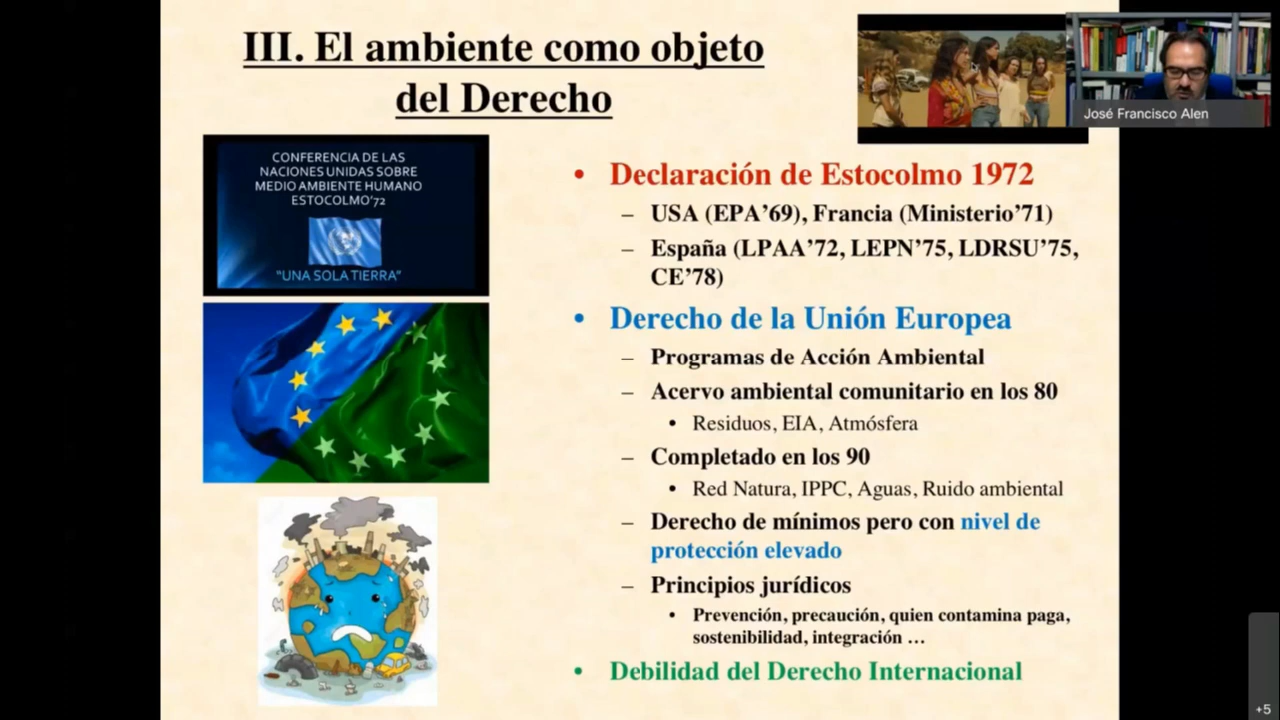 III. El ambiente como objeto
del Derecho
José Francisco Alen
CONFERENCIA DE LAS
NACIONES UNIDAS SOBRE
MEDIO AMBIENTE HUMANO
ESTOCOLMO'72
"UNA SOLA TIERRA"
• Declaración de Estocolmo 1972
– USA (EPA’69), Francia (Ministerio’71)
– España (LPAA’72, LEPN’75, LDRSU’75,
CE’78)
• Derecho de la Unión Europea
– Programas de Acción Ambiental
– Acervo ambiental comunitario en los 80
• Residuos, EIA, Atmósfera
– Completado en los 90
• Red Natura, IPPC, Aguas, Ruido ambiental
– Derecho de mínimos pero con nivel de
protección elevado
– Principios jurídicos
• Prevención, precaución, quien contamina paga,
sostenibilidad, integración …
• Debilidad del Derecho Internacional
+5